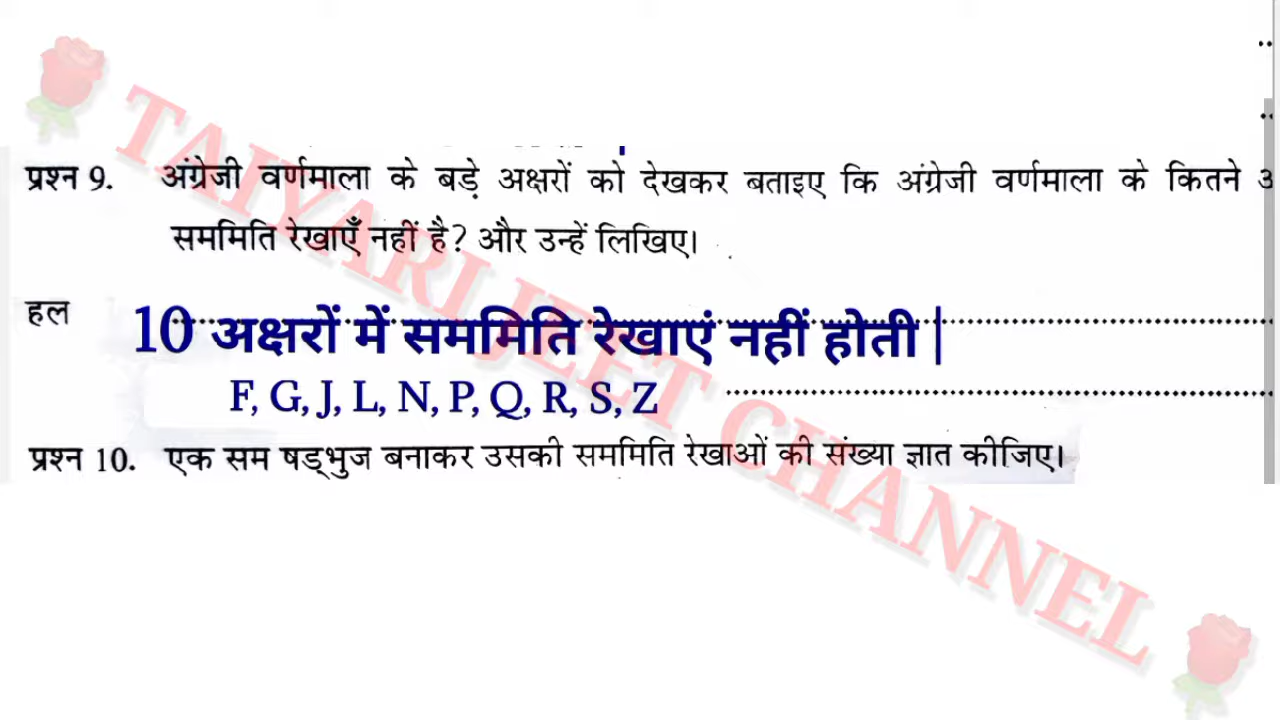 प्रश्न 9. अंग्रेजी वर्णमाला के बड़े अक्षरों को देखकर बताइए कि अंग्रेजी वर्णमाला के कितने
सममिति रेखाएँ नहीं है? और उन्हें लिखिए।
हल 10 अक्षरों में सममिति रेखाएं नहीं होती |
F, G, J, L, N, P, Q, R, S, Z
प्रश्न 10. एक सम षड्भुज बनाकर उसकी सममिति रेखाओं की संख्या ज्ञात कीजिए।
TAIYARI JEET CHANNEL